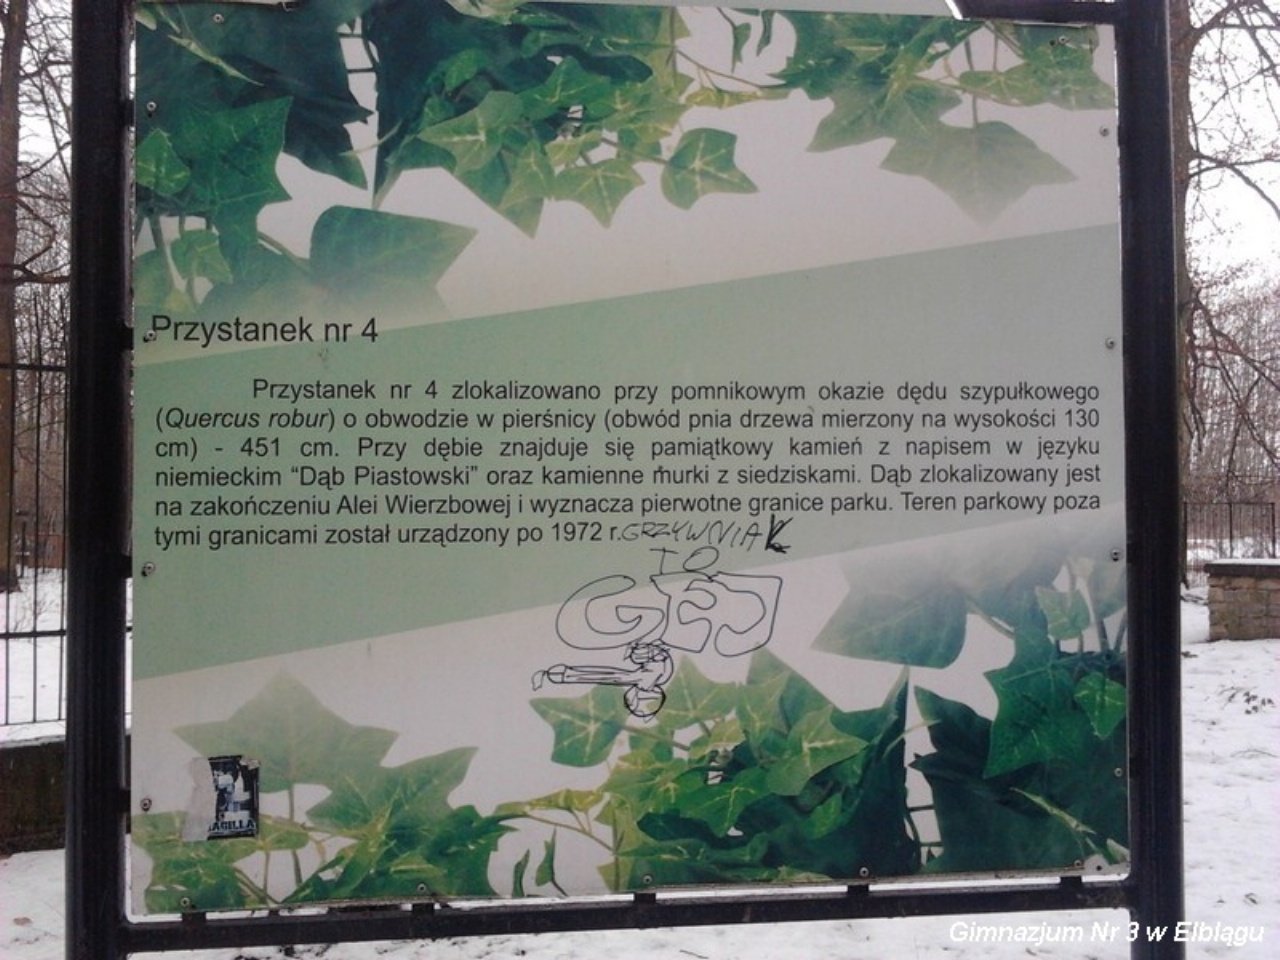 Przystanek nr 4
Przystanek nr 4 zlokalizowano przy pomnikowym okazie dędu szypułkowego
(Quercus robur) o obwodzie w pierśnicy (obwód pnia drzewa mierzony na wysokości 130
cm) - 451 cm. Przy dębie znajduje się pamiątkowy kamień z napisem w języku
niemieckim “Dąb Piastowski” oraz kamienne murki z siedziskami. Dąb zlokalizowany jest
na zakończeniu Alei Wierzbowej i wyznacza pierwotne granice parku. Teren parkowy poza
tymi granicami został urządzony po 1972 r. GRZYWNIAK
TO
GEJ
Gimnazjum Nr 3 w Elblągu